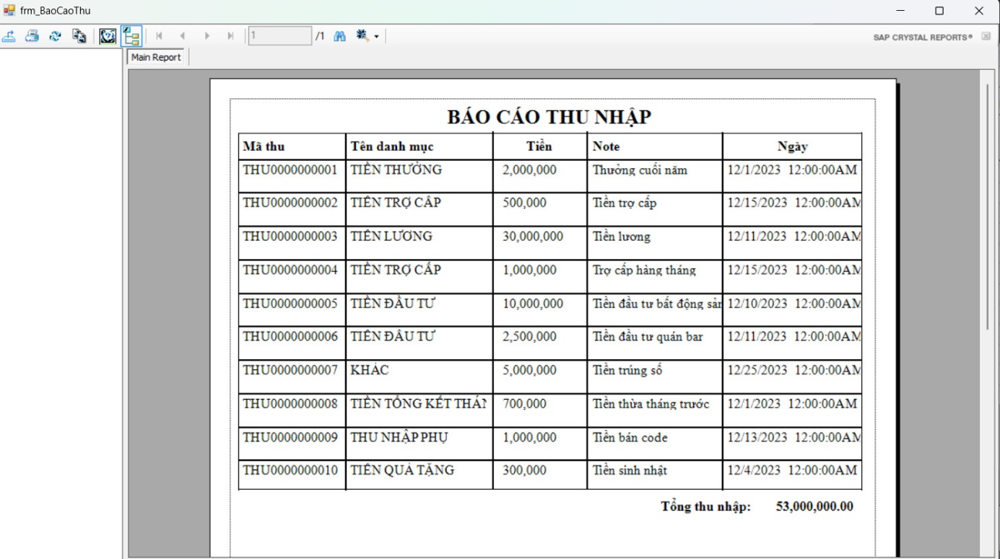 frm_BaoCaoThu
1 /1 SAP CRYSTAL REPORTS®
Main Report
BÁO CÁO THU NHẬP
Mã thu Tên danh mục Tiền Note Ngày
THU0000000001 TIỀN THƯỞNG 2,000,000 Thưởng cuối năm 12/1/2023 12:00:00AM
THU0000000002 TIỀN TRỢ CẤP 500,000 Tiền trợ cấp 12/15/2023 12:00:00AM
THU0000000003 TIỀN LƯƠNG 30,000,000 Tiền lương 12/11/2023 12:00:00AM
THU0000000004 TIỀN TRỢ CẤP 1,000,000 Trợ cấp hàng tháng 12/15/2023 12:00:00AM
THU0000000005 TIỀN ĐẦU TƯ 10,000,000 Tiền đầu tư bất động sản 12/10/2023 12:00:00AM
THU0000000006 TIỀN ĐẦU TƯ 2,500,000 Tiền đầu tư quán bar 12/11/2023 12:00:00AM
THU0000000007 KHÁC 5,000,000 Tiền trúng số 12/25/2023 12:00:00AM
THU0000000008 TIỀN TỔNG KẾT THÁN 700,000 Tiền thừa tháng trước 12/1/2023 12:00:00AM
THU0000000009 THU NHẬP PHỤ 1,000,000 Tiền bán code 12/13/2023 12:00:00AM
THU0000000010 TIỀN QUÀ TẶNG 300,000 Tiền sinh nhật 12/4/2023 12:00:00AM
Tổng thu nhập: 53,000,000.00